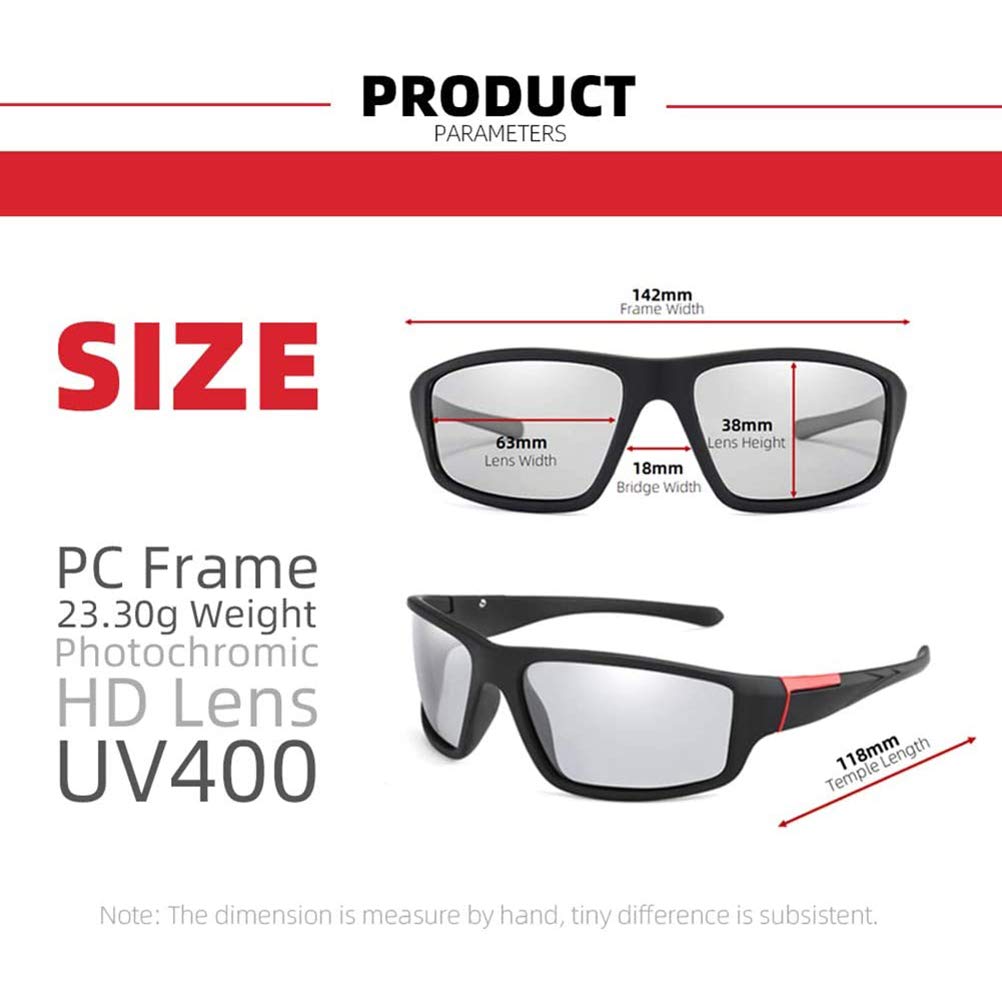 PRODUCT
PARAMETERS
SIZE
142mm
Frame Width
63mm
Lens Width
38mm
Lens Height
18mm
Bridge Width
PC Frame
23.30g Weight
Photochromic
HD Lens
UV400
118mm
Temple Length
Note: The dimension is measure by hand, tiny difference is subsistent.